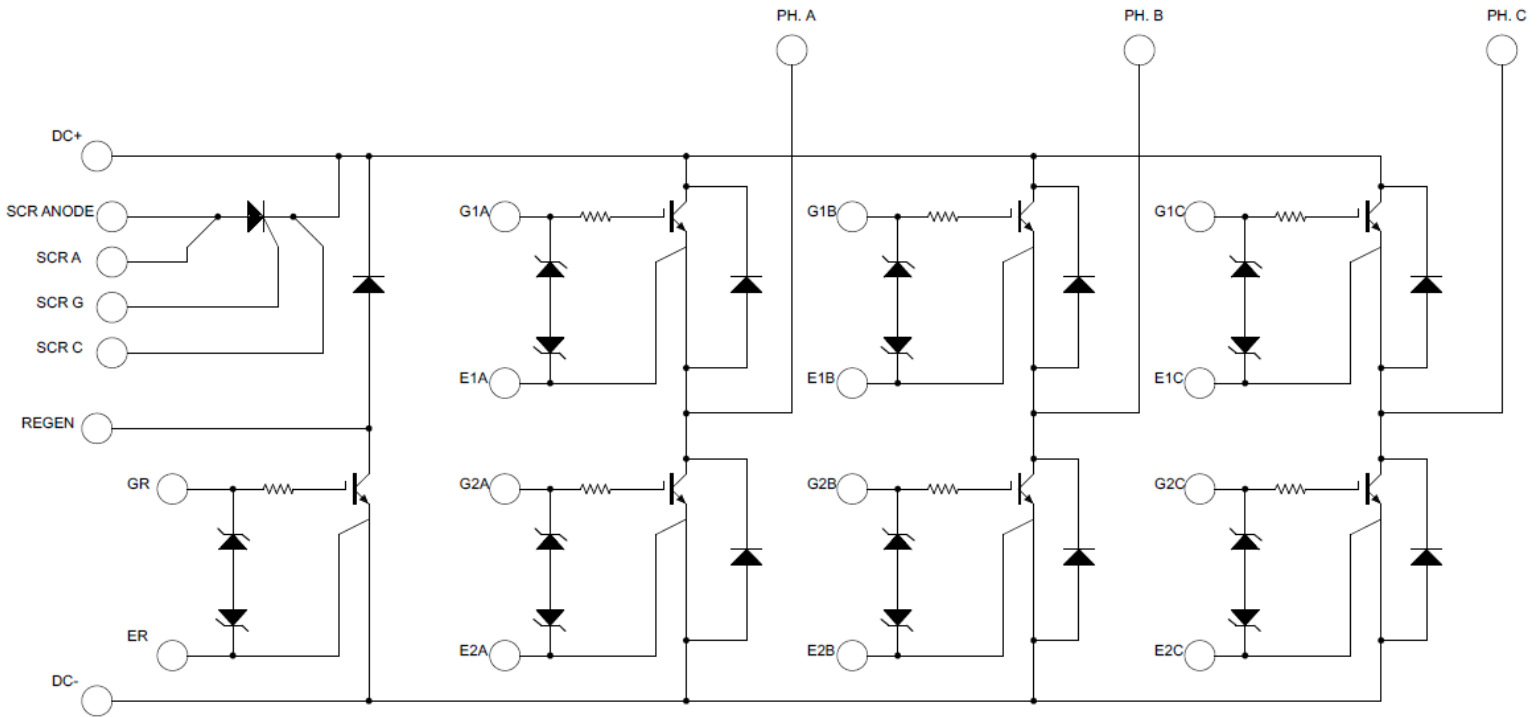 PH. A
PH. B
PH. C
DC+
SCR ANODE
G1A
G1B
G1C
SCR A
SCR G
SCR C
E1A
E1B
E1C
REGEN
GR
G2A
G2B
G2C
ER
E2A
E2B
E2C
DC-